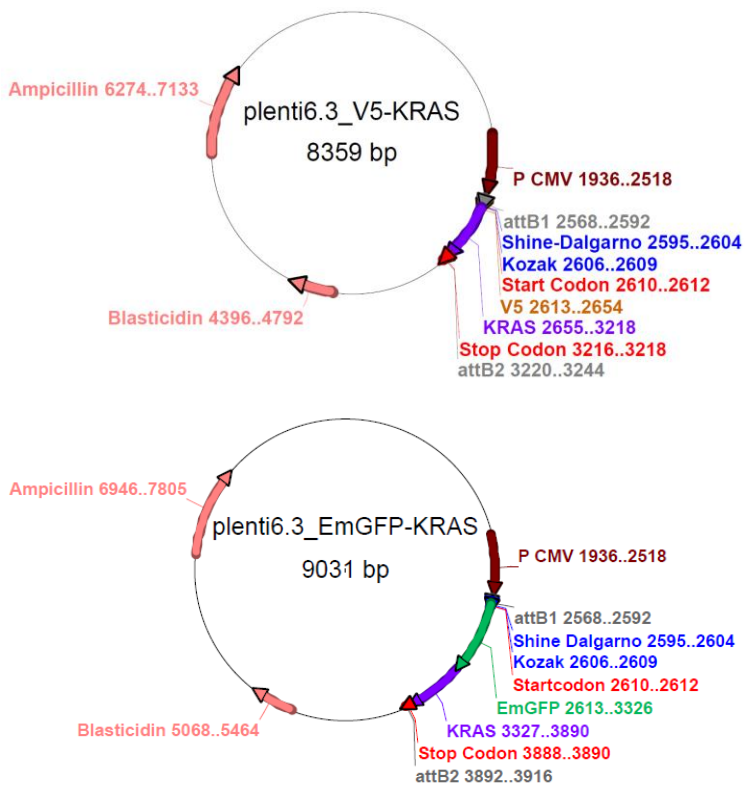 Ampicillin 6274..7133
plenti6.3_V5-KRAS
8359 bp
P CMV 1936..2518
attB1 2568..2592
Shine-Dalgarno 2595..2604
Kozak 2606..2609
Start Codon 2610..2612
V5 2613..2654
KRAS 2655..3218
Stop Codon 3216..3218
attB2 3220..3244
Blasticidin 4396..4792
Ampicillin 6946..7805
plenti6.3_EmGFP-KRAS
9031 bp
P CMV 1936..2518
attB1 2568..2592
Shine Dalgarno 2595..2604
Kozak 2606..2609
Startcodon 2610..2612
EmGFP 2613..3326
KRAS 3327..3890
Stop Codon 3888..3890
attB2 3892..3916
Blasticidin 5068..5464